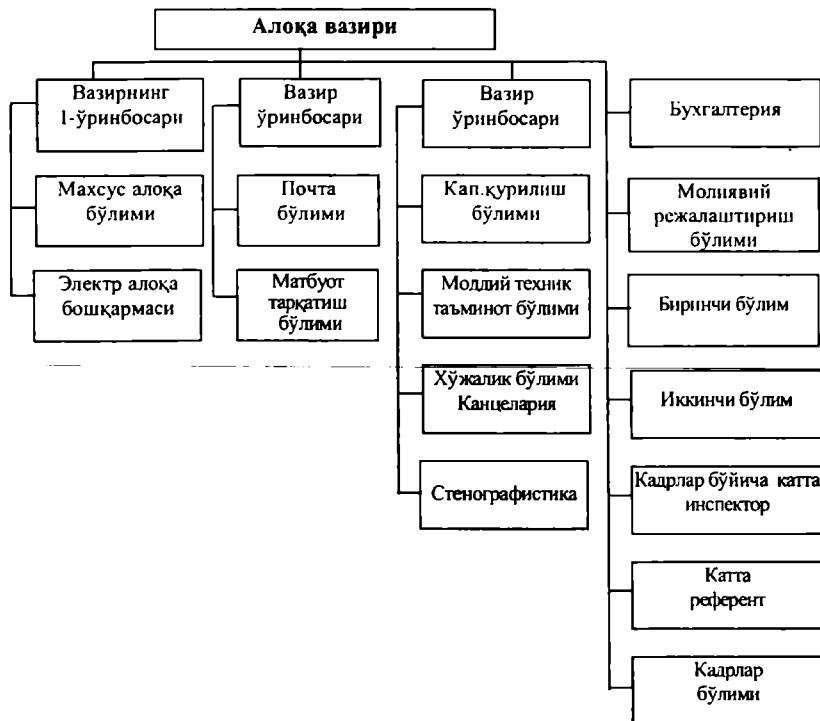 Алоқа вазири
Вазирнинг
1-ўринбосари
Махсус алоқа
бўлими
Электр алоқа
бошқармаси
Вазир
ўринбосари
Почта
бўлими
Матбуот
тарқатиш
бўлими
Вазир
ўринбосари
Кап.қурилиш
бўлими
Моддий техник
таъминот бўлими
Хўжалик бўлими
Канцелария
Стенографистика
Бухгалтерия
Молиявий
режалаштириш
бўлими
Биринчи бўлим
Иккинчи бўлим
Кадрлар бўйича катта
инспектор
Катта
референт
Кадрлар
бўлими